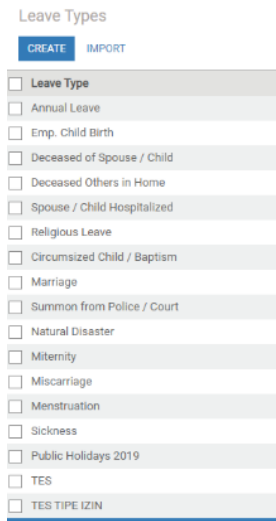 Leave Types
CREATE IMPORT
Leave Type
Annual Leave
Emp. Child Birth
Deceased of Spouse / Child
Deceased Others in Home
Spouse / Child Hospitalized
Religious Leave
Circumsized Child / Baptism
Marriage
Summon from Police / Court
Natural Disaster
Miternity
Miscarriage
Menstruation
Sickness
Public Holidays 2019
TES
TES TIPE IZIN